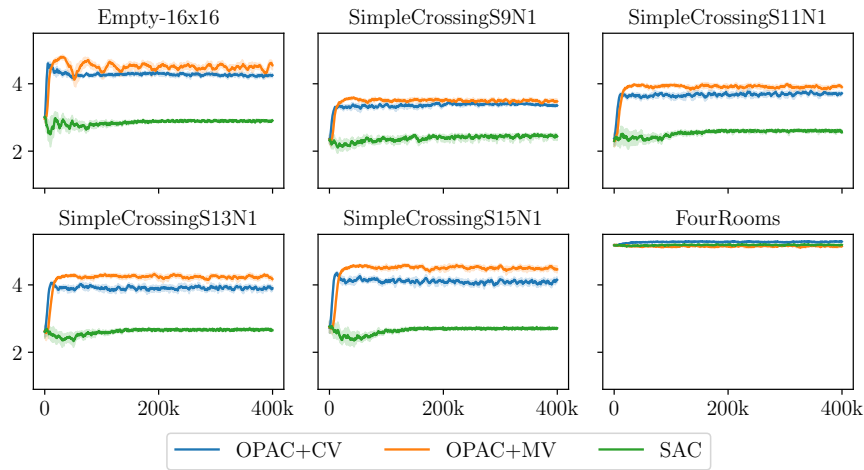 Empty-16x16 SimpleCrossingS9N1 SimpleCrossingS11N1
4
2
SimpleCrossingS13N1 SimpleCrossingS15N1 FourRooms
4
2
0 200k 400k 0 200k 400k 0 200k 400k
OPAC+CV OPAC+MV SAC